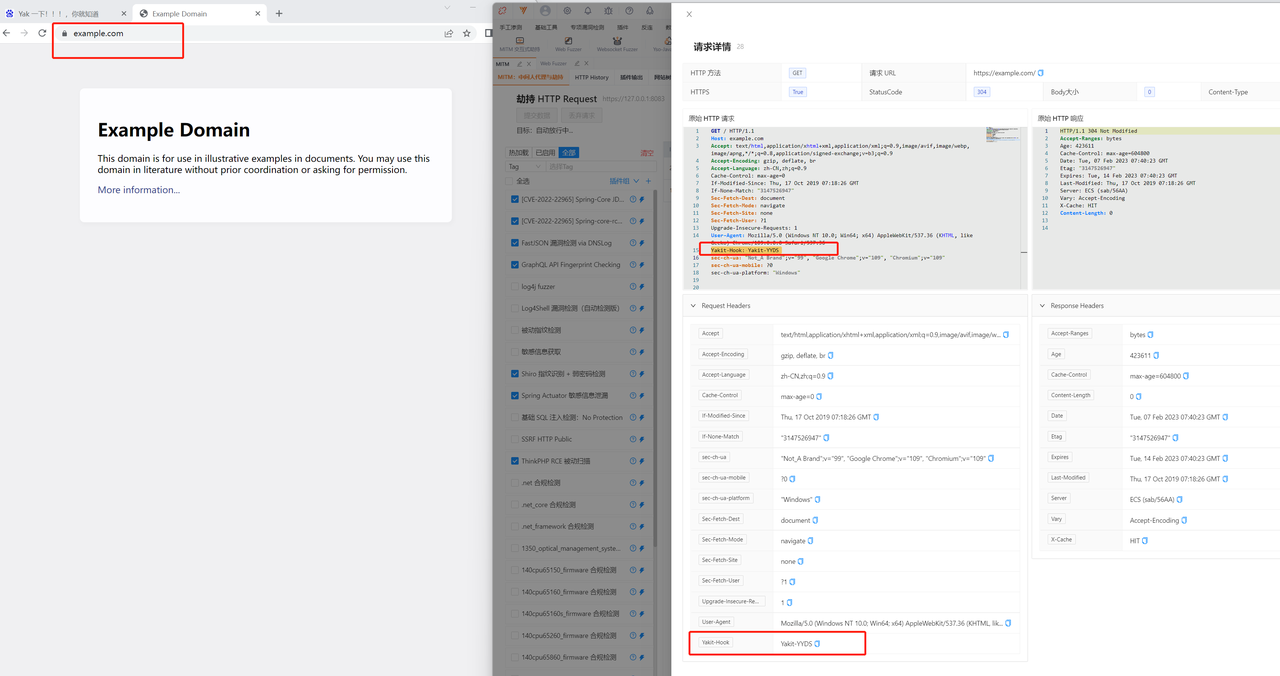 Yak 一下！！！，你就知道
Example Domain
example.com
Example Domain
This domain is for use in illustrative examples in documents. You may use this
domain in literature without prior coordination or asking for permission.
More information...
手工渗透 基础工具 专项漏洞检测 插件 反连
MITM 交互式劫持 Web Fuzzer Websocket Fuzzer
MITM Web Fuzzer
MITM：中间人代理与劫持 HTTP History 插件输出
劫持 HTTP Request https://127.0.0.1:8083
目标：自动放行中...
热加载 已启用 全部 清空
Tag
全选 插件组
[CVE-2022-22965] Spring-Core JD...
[CVE-2022-22965] Spring-core-rc...
FastJSON 漏洞检测 via DNSLog
GraphQL API Fingerprint Checking
log4j fuzzer
Log4Shell 漏洞检测（自动检测版）
被动指纹检测
敏感信息获取
Shiro 指纹识别 + 弱密码检测
Spring Actuator 敏感信息泄漏
基础 SQL 注入检测：No Protection
SSRF HTTP Public
ThinkPHP RCE 被动扫描
.net 合规检测
.net_core 合规检测
.net_framework 合规检测
1350_optical_management_syste...
140cpu65150_firmware 合规检测
140cpu65160_firmware 合规检测
140cpu65160s_firmware 合规检测
140cpu65260_firmware 合规检测
140cpu65860_firmware 合规检测
请求详情 28
HTTP 方法 GET 请求 URL https://example.com/
HTTPS True StatusCode 304 Body大小 0 Content-Type
原始 HTTP 请求
1 GET / HTTP/1.1
2 Host: example.com
3 Accept: text/html,application/xhtml+xml,application/xml;q=0.9,image/avif,image/webp,
image/apng,*/*;q=0.8,application/signed-exchange;v=b3;q=0.9
4 Accept-Encoding: gzip, deflate, br
5 Accept-Language: zh-CN,zh;q=0.9
6 Cache-Control: max-age=0
7 If-Modified-Since: Thu, 17 Oct 2019 07:18:26 GMT
8 If-None-Match: "3147526947"
9 Sec-Fetch-Dest: document
10 Sec-Fetch-Mode: navigate
11 Sec-Fetch-Site: none
12 Sec-Fetch-User: ?1
13 Upgrade-Insecure-Requests: 1
14 User-Agent: Mozilla/5.0 (Windows NT 10.0; Win64; x64) AppleWebKit/537.36 (KHTML, like
15 Yakit-Hook: Yakit-YYDS
16 sec-ch-ua: "Not_A Brand";v="99", "Google Chrome";v="109", "Chromium";v="109"
17 sec-ch-ua-mobile: ?0
18 sec-ch-ua-platform: "Windows"
19
20
原始 HTTP 响应
1 HTTP/1.1 304 Not Modified
2 Accept-Ranges: bytes
3 Age: 423611
4 Cache-Control: max-age=604800
5 Date: Tue, 07 Feb 2023 07:40:23 GMT
6 Etag: "3147526947"
7 Expires: Tue, 14 Feb 2023 07:40:23 GMT
8 Last-Modified: Thu, 17 Oct 2019 07:18:26 GMT
9 Server: ECS (sab/56AA)
10 Vary: Accept-Encoding
11 X-Cache: HIT
12 Content-Length: 0
13
14
Request Headers
Accept text/html,application/xhtml+xml,application/xml;q=0.9,image/avif,image/w...
Accept-Encoding gzip, deflate, br
Accept-Language zh-CN,zh;q=0.9
Cache-Control max-age=0
If-Modified-Since Thu, 17 Oct 2019 07:18:26 GMT
If-None-Match "3147526947"
sec-ch-ua "Not_A Brand";v="99", "Google Chrome";v="109", "Chromium";v="109"
sec-ch-ua-mobile ?0
sec-ch-ua-platform "Windows"
Sec-Fetch-Dest document
Sec-Fetch-Mode navigate
Sec-Fetch-Site none
Sec-Fetch-User ?1
Upgrade-Insecure-Re... 1
User-Agent Mozilla/5.0 (Windows NT 10.0; Win64; x64) AppleWebKit/537.36 (KHTML, lik...
Yakit-Hook Yakit-YYDS
Response Headers
Accept-Ranges bytes
Age 423611
Cache-Control max-age=604800
Content-Length 0
Date Tue, 07 Feb 2023 07:40:23 GMT
Etag "3147526947"
Expires Tue, 14 Feb 2023 07:40:23 GMT
Last-Modified Thu, 17 Oct 2019 07:18:26 GMT
Server ECS (sab/56AA)
Vary Accept-Encoding
X-Cache HIT